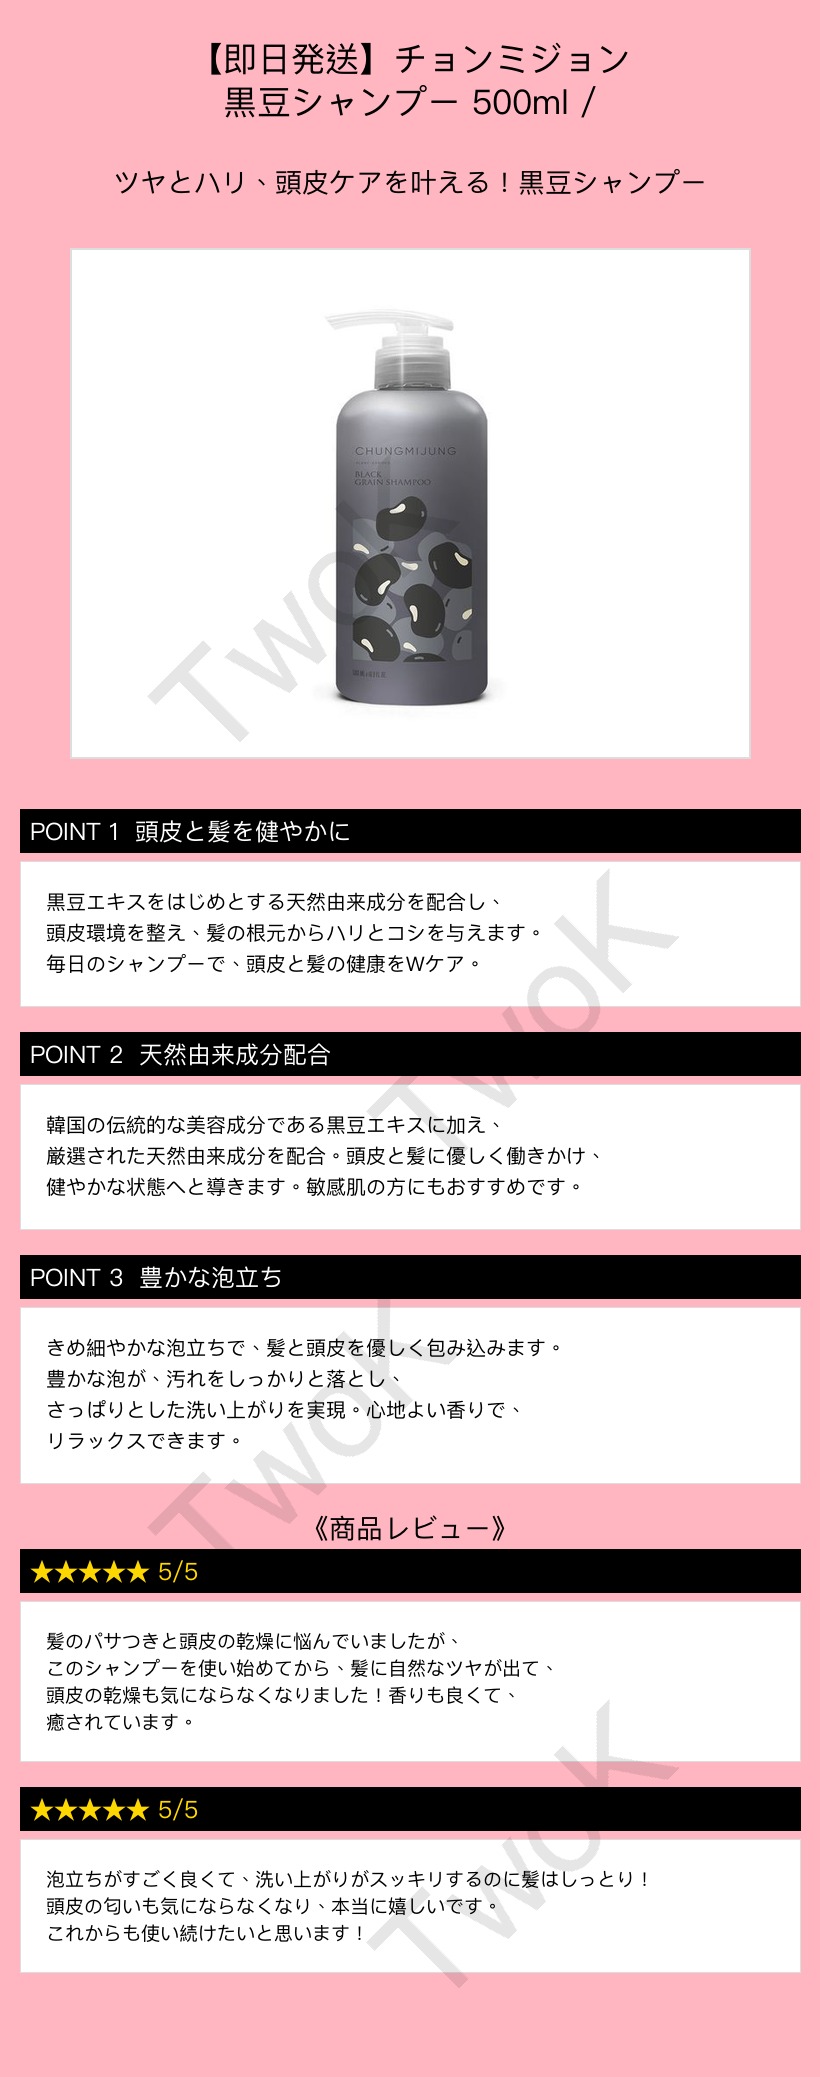 【即日発送】チョンミジョン
黒豆シャンプー 500ml /
ツヤとハリ、頭皮ケアを叶える！黒豆シャンプー
CHUNGMIJUNG
BLACK
GRAIN SHAMPOO
TwoK
POINT 1 頭皮と髪を健やかに
黒豆エキスをはじめとする天然由来成分を配合し、
頭皮環境を整え、髪の根元からハリとコシを与えます。
毎日のシャンプーで、頭皮と髪の健康をWケア。
TwoK
POINT 2 天然由来成分配合
韓国の伝統的な美容成分である黒豆エキスに加え、
厳選された天然由来成分を配合。頭皮と髪に優しく働きかけ、
健やかな状態へと導きます。敏感肌の方にもおすすめです。
POINT 3 豊かな泡立ち
きめ細やかな泡立ちで、髪と頭皮を優しく包み込みます。
豊かな泡が、汚れをしっかりと落とし、
さっぱりとした洗い上がりを実現。心地よい香りで、
リラックスできます。
TwoK
《商品レビュー》
★★★★★ 5/5
髪のパサつきと頭皮の乾燥に悩んでいましたが、
このシャンプーを使い始めてから、髪に自然なツヤが出て、
頭皮の乾燥も気にならなくなりました！香りも良くて、
癒されています。
★★★★★ 5/5
泡立ちがすごく良くて、洗い上がりがスッキリするのに髪はしっとり！
頭皮の匂いも気にならなくなり、本当に嬉しいです。
これからも使い続けたいと思います！
TwoK